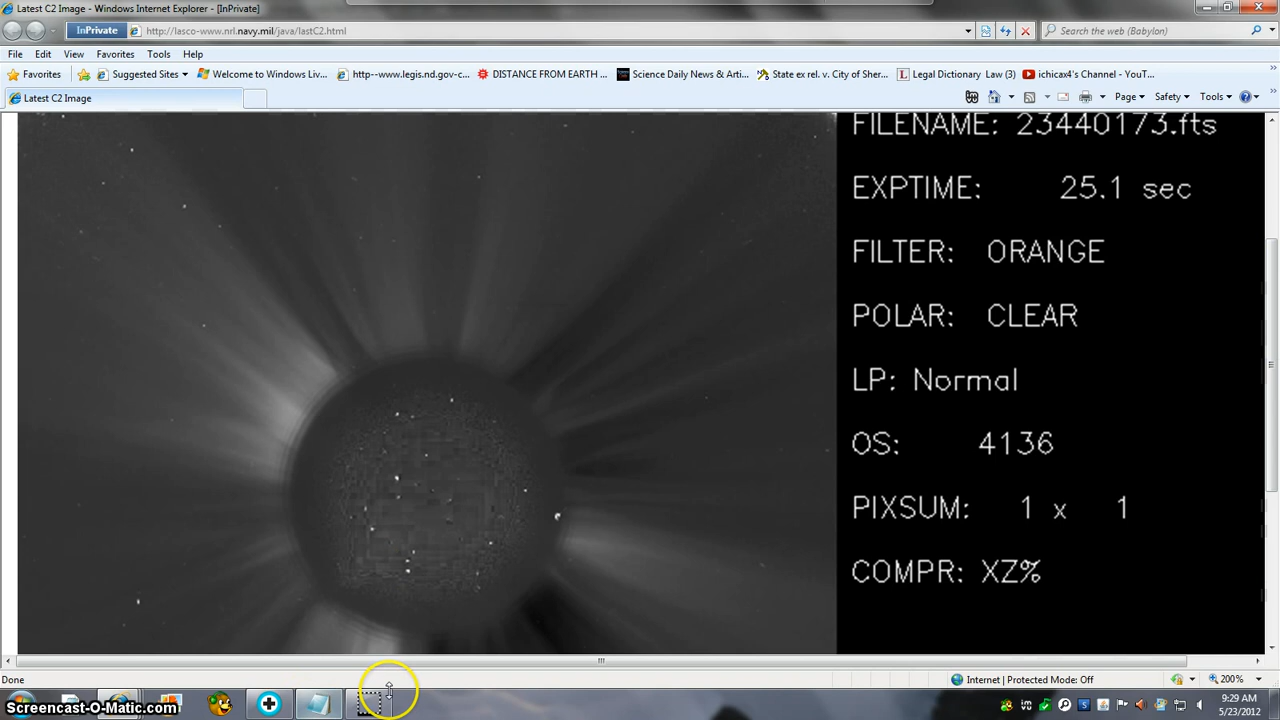 Latest C2 Image - Windows Internet Explorer - [InPrivate]
InPrivate http://lasco-www.nrl.navy.mil/java/lastC2.html Search the web (Babylon)
File Edit View Favorites Tools Help
Favorites Suggested Sites Welcome to Windows Liv... http--www.legis.nd.gov-c... DISTANCE FROM EARTH ... Science Daily News & Arti... State ex rel. v. City of Sher... Legal Dictionary Law (3) ichicax4's Channel - YouT...
Latest C2 Image Page Safety Tools
FILENAME: 23440173.fts
EXPTIME: 25.1 sec
FILTER: ORANGE
POLAR: CLEAR
LP: Normal
OS: 4136
PIXSUM: 1 x 1
COMPR: XZ%
Done Internet | Protected Mode: Off 200%
Screencast-O-Matic.com 9:29 AM
5/23/2012